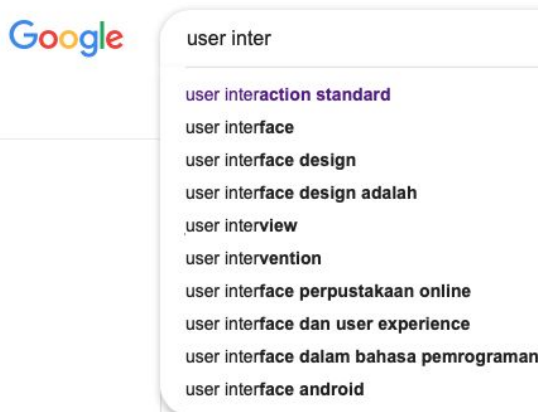 Google
user inter
user interaction standard
user interface
user interface design
user interface design adalah
user interview
user intervention
user interface perpustakaan online
user interface dan user experience
user interface dalam bahasa pemrograman
user interface android